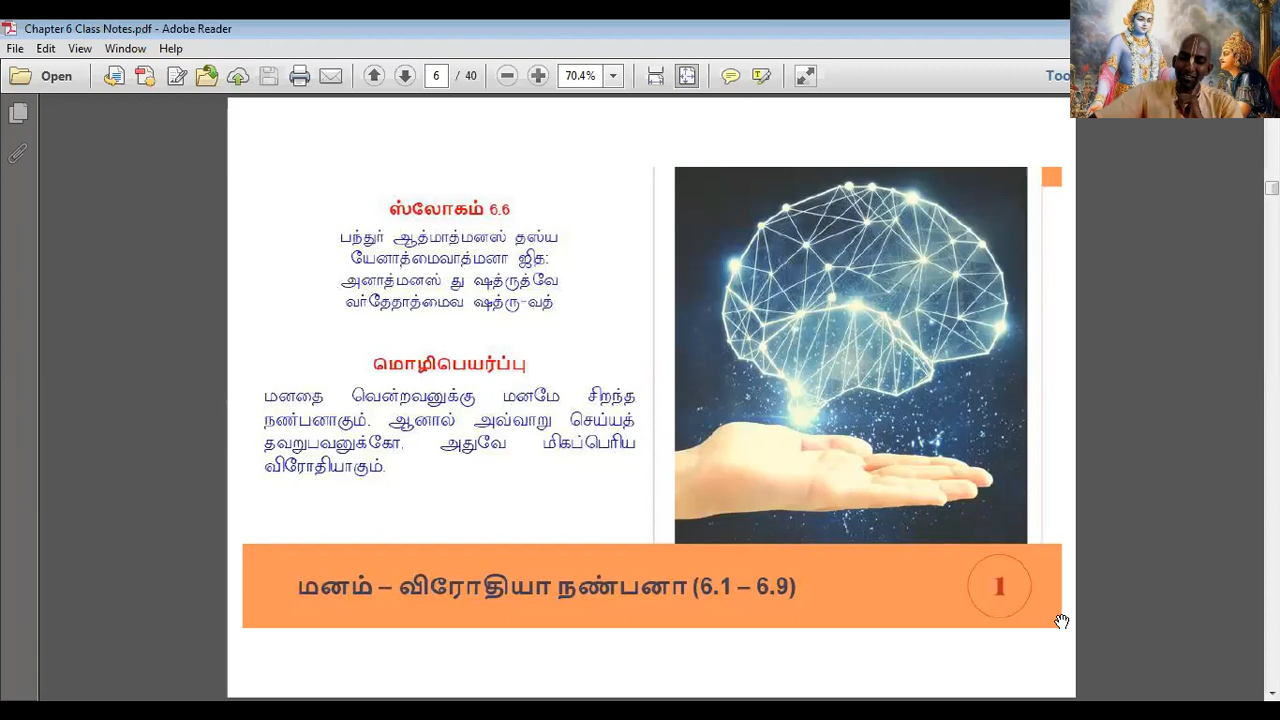 Chapter 6 Class Notes.pdf - Adobe Reader
File Edit View Window Help
Open 6 / 40 70.4% Too
ஸ்லோகம் 6.6
பந்துர் ஆத்மாத்மனஸ் தஸ்ய
யேனாத்மைவாத்மனா ஜித:
அனாத்மனஸ் து ஷத்ருத்வே
வர்தேதாத்மைவ ஷத்ரு-வத்
மொழிபெயர்ப்பு
மனதை வென்றவனுக்கு மனமே சிறந்த
நண்பனாகும். ஆனால் அவ்வாறு செய்யத்
தவறுபவனுக்கோ, அதுவே மிகப்பெரிய
விரோதியாகும்.
மனம் – விரோதியா நண்பனா (6.1 – 6.9)
1